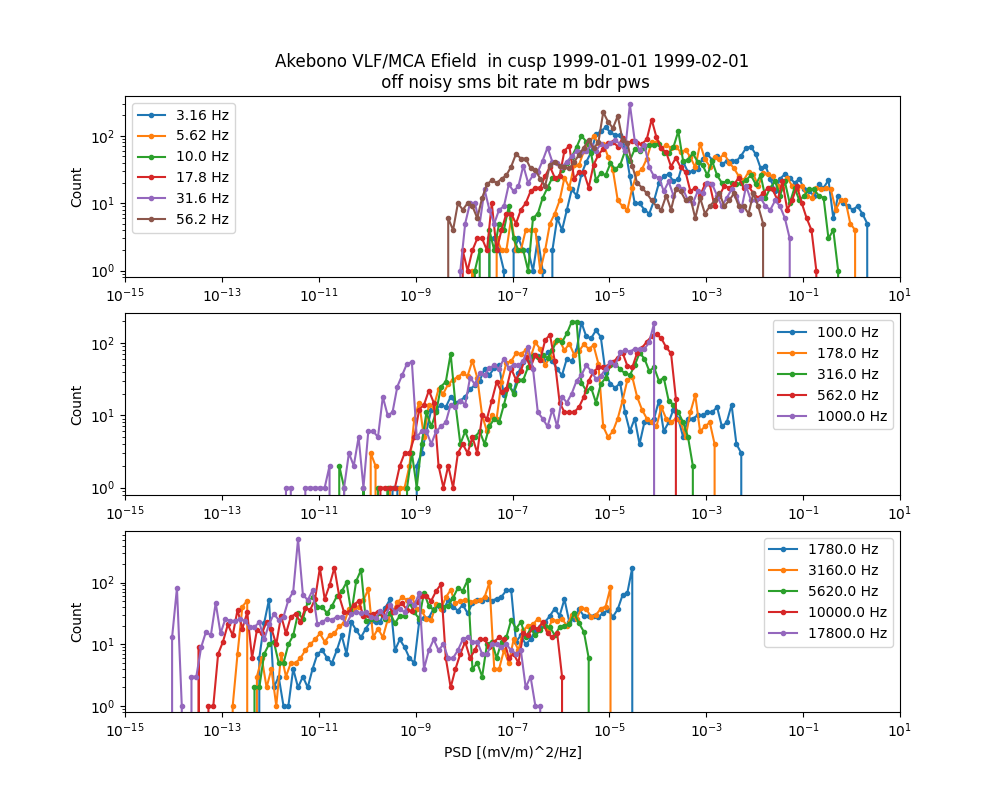 Akebono VLF/MCA Efield  in cusp 1999-01-01 1999-02-01
off noisy sms bit rate m bdr pws
Count
10^2
10^1
10^0
3.16 Hz
5.62 Hz
10.0 Hz
17.8 Hz
31.6 Hz
56.2 Hz
10^-15 10^-13 10^-11 10^-9 10^-7 10^-5 10^-3 10^-1 10^1
Count
10^2
10^1
10^0
100.0 Hz
178.0 Hz
316.0 Hz
562.0 Hz
1000.0 Hz
10^-15 10^-13 10^-11 10^-9 10^-7 10^-5 10^-3 10^-1 10^1
Count
10^2
10^1
10^0
1780.0 Hz
3160.0 Hz
5620.0 Hz
10000.0 Hz
17800.0 Hz
10^-15 10^-13 10^-11 10^-9 10^-7 10^-5 10^-3 10^-1 10^1
PSD [(mV/m)^2/Hz]